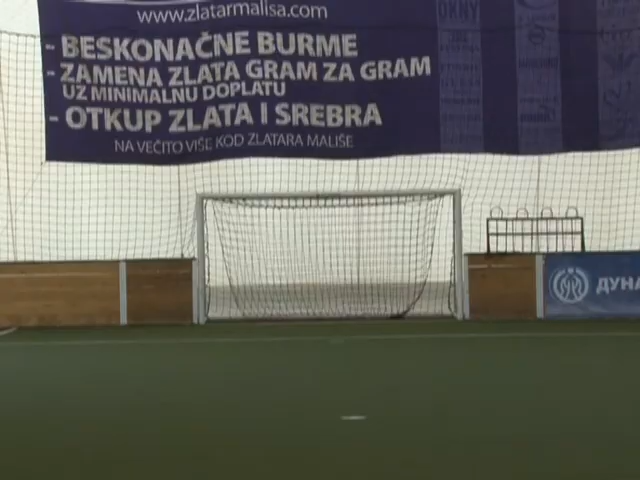 www.zlatarmalisa.com
- BESKONAČNE BURME
- ZAMENA ZLATA GRAM ZA GRAM
UZ MINIMALNU DOPLATU
- OTKUP ZLATA I SREBRA
NA VEČITO VIŠE KOD ZLATARA MALIŠE
OKNY
ДУНА